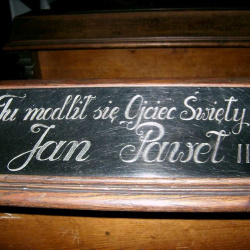 Tu modlił się Ojciec Święty
Jan Paweł II